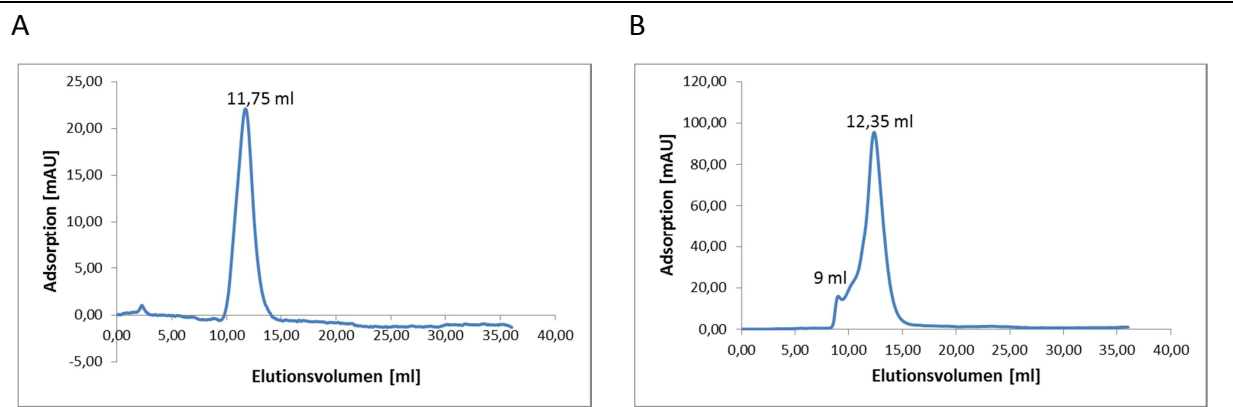 A
B
25,00
20,00
15,00
10,00
5,00
0,00
-5,00
Adsorption [mAU]
11,75 ml
0,00 5,00 10,00 15,00 20,00 25,00 30,00 35,00 40,00
Elutionsvolumen [ml]
120,00
100,00
80,00
60,00
40,00
20,00
0,00
Adsorption [mAU]
12,35 ml
9 ml
0,00 5,00 10,00 15,00 20,00 25,00 30,00 35,00 40,00
Elutionsvolumen [ml]